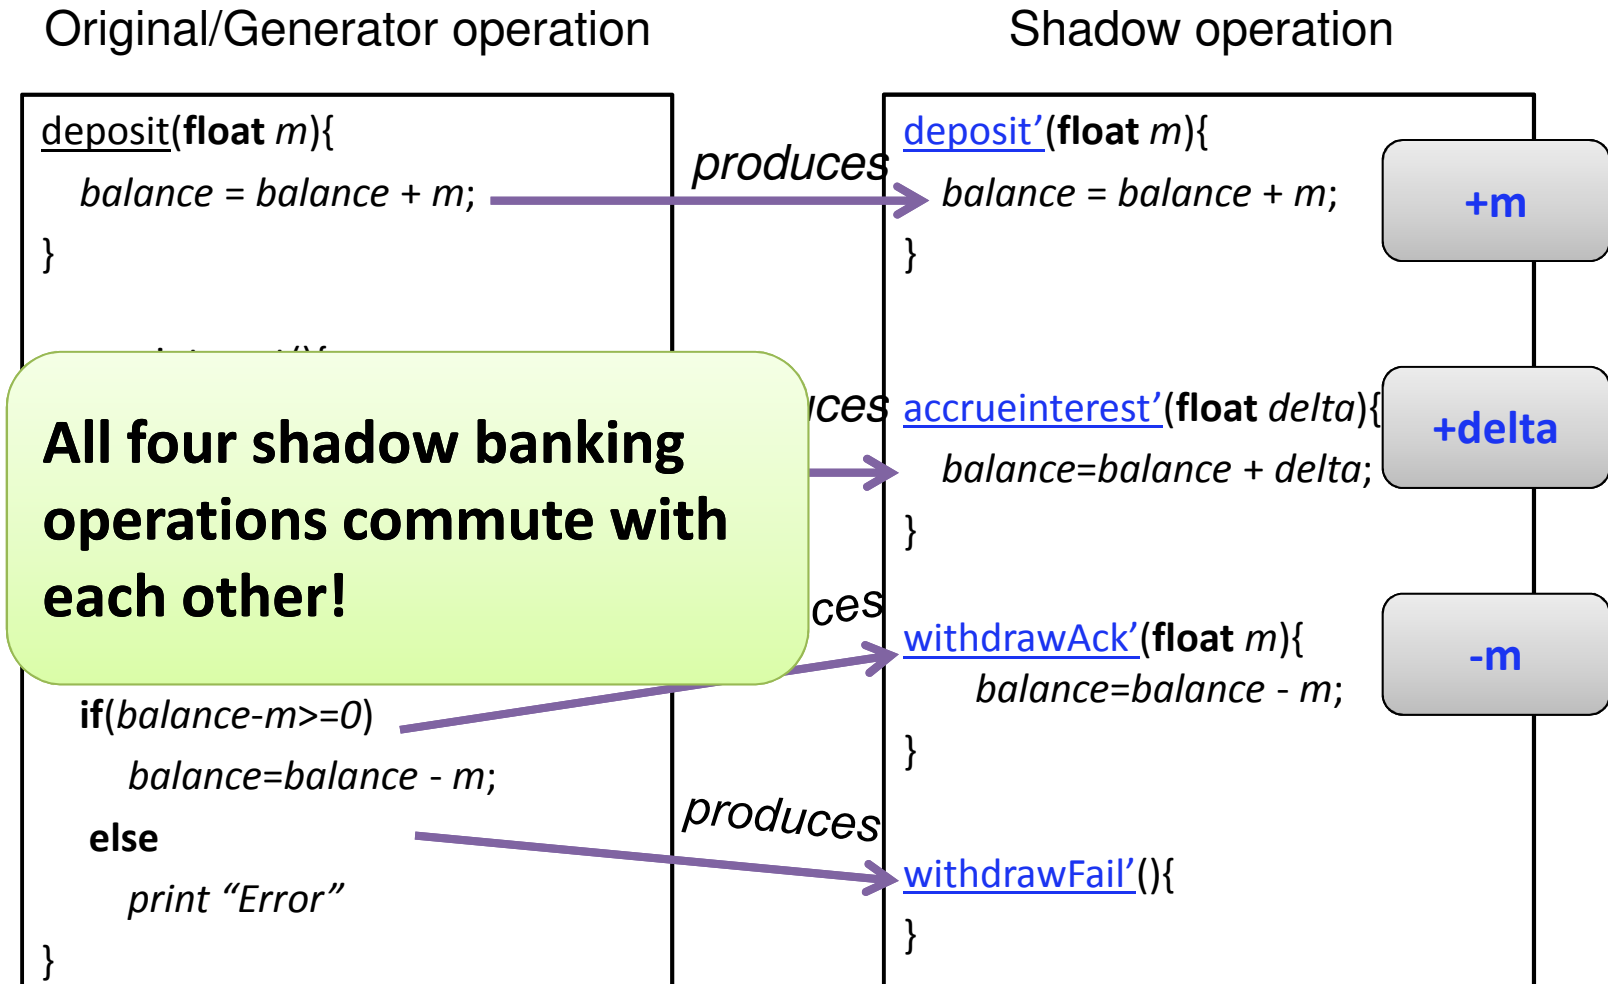 Original/Generator operation
Shadow operation
deposit(float m){
balance = balance + m;
}
produces
deposit’(float m){
balance = balance + m;
}
+m
All four shadow banking
operations commute with
each other!
accrueinterest’(float delta){
balance=balance + delta;
}
+delta
withdrawAck’(float m){
balance=balance - m;
}
-m
if(balance-m>=0)
balance=balance - m;
else
print “Error”
}
produces
withdrawFail’(){
}